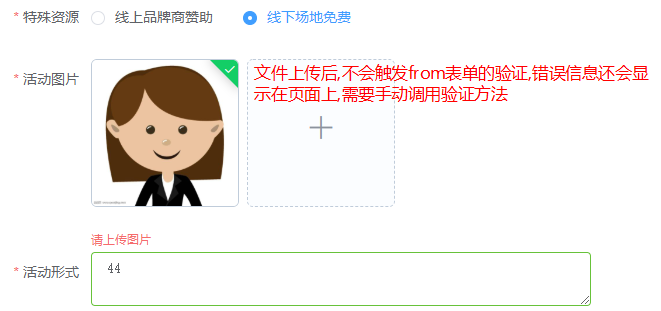 * 特殊资源 线上品牌商赞助 线下场地免费
* 活动图片
文件上传后,不会触发from表单的验证,错误信息还会显
示在页面上,需要手动调用验证方法
请上传图片
* 活动形式 44